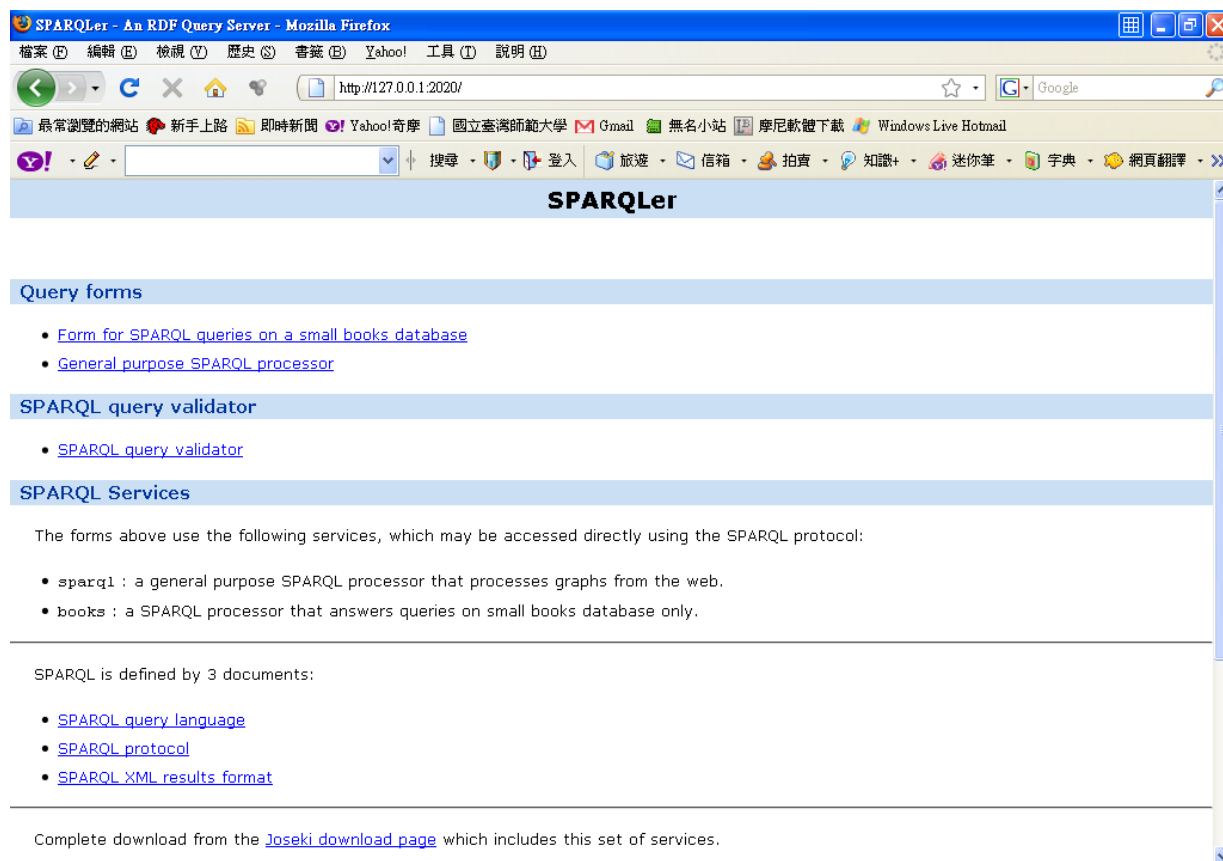 SPARQLer - An RDF Query Server - Mozilla Firefox
檔案 (F) 編輯 (E) 檢視 (V) 歷史 (S) 書籤 (B) Yahoo! 工具 (T) 說明 (H)
http://127.0.0.1:2020/ G Google
最常瀏覽的網站 新手上路 即時新聞 Yahoo!奇摩 國立臺灣師範大學 Gmail 無名小站 摩尼軟體下載 Windows Live Hotmail
Y! 搜尋 登入 旅遊 信箱 拍賣 知識+ 迷你筆 字典 網頁翻譯
SPARQLer
Query forms
• Form for SPARQL queries on a small books database
• General purpose SPARQL processor
SPARQL query validator
• SPARQL query validator
SPARQL Services
The forms above use the following services, which may be accessed directly using the SPARQL protocol:
• sparql : a general purpose SPARQL processor that processes graphs from the web.
• books : a SPARQL processor that answers queries on small books database only.
SPARQL is defined by 3 documents:
• SPARQL query language
• SPARQL protocol
• SPARQL XML results format
Complete download from the Joseki download page which includes this set of services.